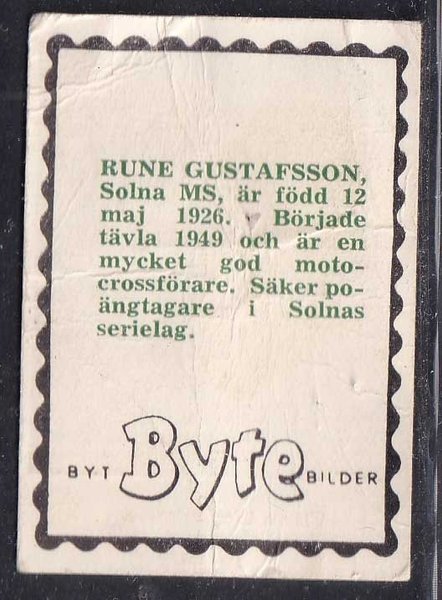 RUNE GUSTAFSSON,
Solna MS, är född 12
maj 1926. Började
tävla 1949 och är en
mycket god moto-
crossförare. Säker po-
ängtagare i Solnas
serielag.
BYT Byte BILDER